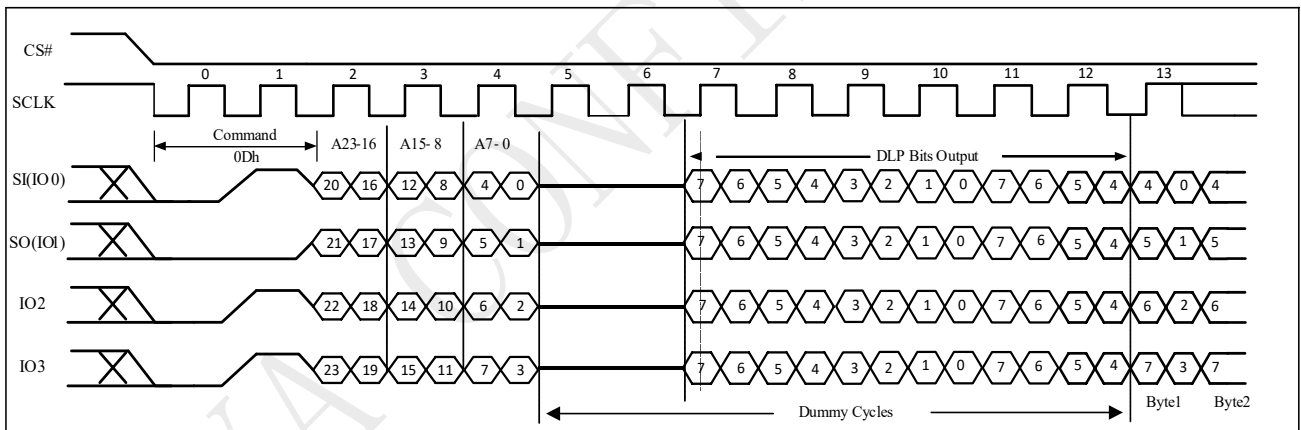 CS#
0 1 2 3 4 5 6 7 8 9 10 11 12 13
SCLK
Command
0Dh
A23-16 A15- 8 A7- 0
DLP Bits Output
SI(IO 0) 20 16 12 8 4 0 7 6 5 4 3 2 1 0 7 6 5 4 4 0 4
SO(IO1) 21 17 13 9 5 1 7 6 5 4 3 2 1 0 7 6 5 4 5 1 5
IO2 22 18 14 10 6 2 7 6 5 4 3 2 1 0 7 6 5 4 6 2 6
IO3 23 19 15 11 7 3 7 6 5 4 3 2 1 0 7 6 5 4 7 3 7
Dummy Cycles
Byte1 Byte2